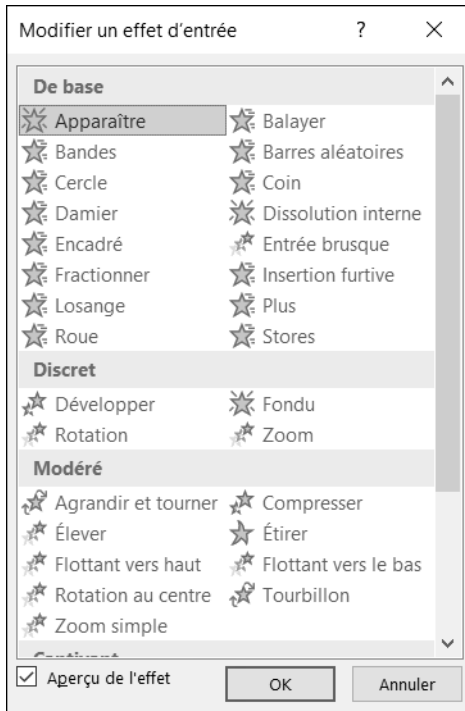 Modifier un effet d'entrée ? ×
De base
Apparaître Balayer
Bandes Barres aléatoires
Cercle Coin
Damier Dissolution interne
Encadré Entrée brusque
Fractionner Insertion furtive
Losange Plus
Roue Stores
Discret
Développer Fondu
Rotation Zoom
Modéré
Agrandir et tourner Compresser
Élever Étirer
Flottant vers haut Flottant vers le bas
Rotation au centre Tourbillon
Zoom simple
Captivant
Aperçu de l'effet OK Annuler